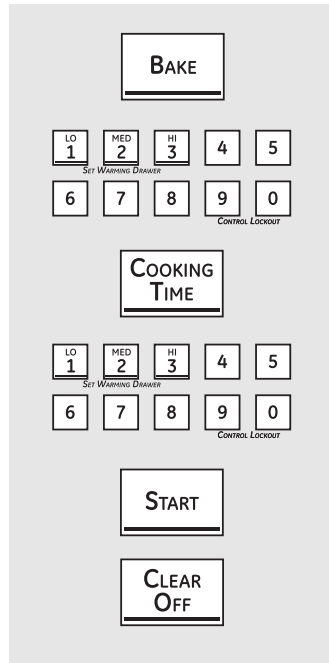 BAKE
LO MED HI
1 2 3 4 5
SET WARMING DRAWER
6 7 8 9 0
CONTROL LOCKOUT
COOKING
TIME
LO MED HI
1 2 3 4 5
SET WARMING DRAWER
6 7 8 9 0
CONTROL LOCKOUT
START
CLEAR
OFF